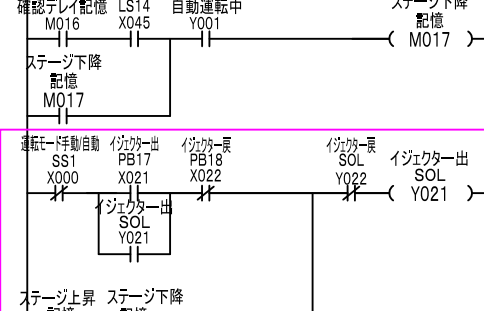 確認デレイ記憶 LS14 自動運転中 ステージ下降
M016 X045 Y001 記憶
M017
ステージ下降
記憶
M017
運転モード手動/自動 イジェクター出 イジェクター戻 イジェクター戻 イジェクター出
SS1 PB17 PB18 SOL SOL
X000 X021 X022 Y022 Y021
イジェクター出
SOL
Y021
ステージ上昇 ステージ下降
記憶 記憶